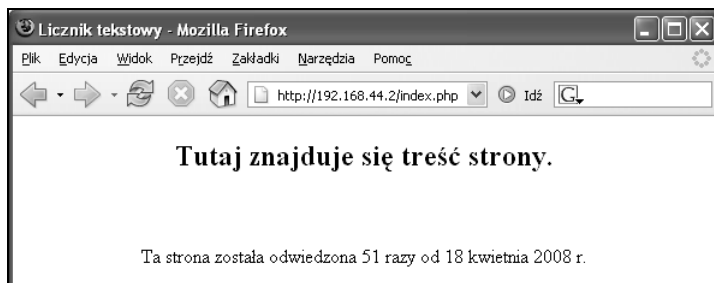 Licznik tekstowy - Mozilla Firefox
Plik Edycja Widok Przejdź Zakładki Narzędzia Pomoc
http://192.168.44.2/index.php Idź G
Tutaj znajduje się treść strony.
Ta strona została odwiedzona 51 razy od 18 kwietnia 2008 r.